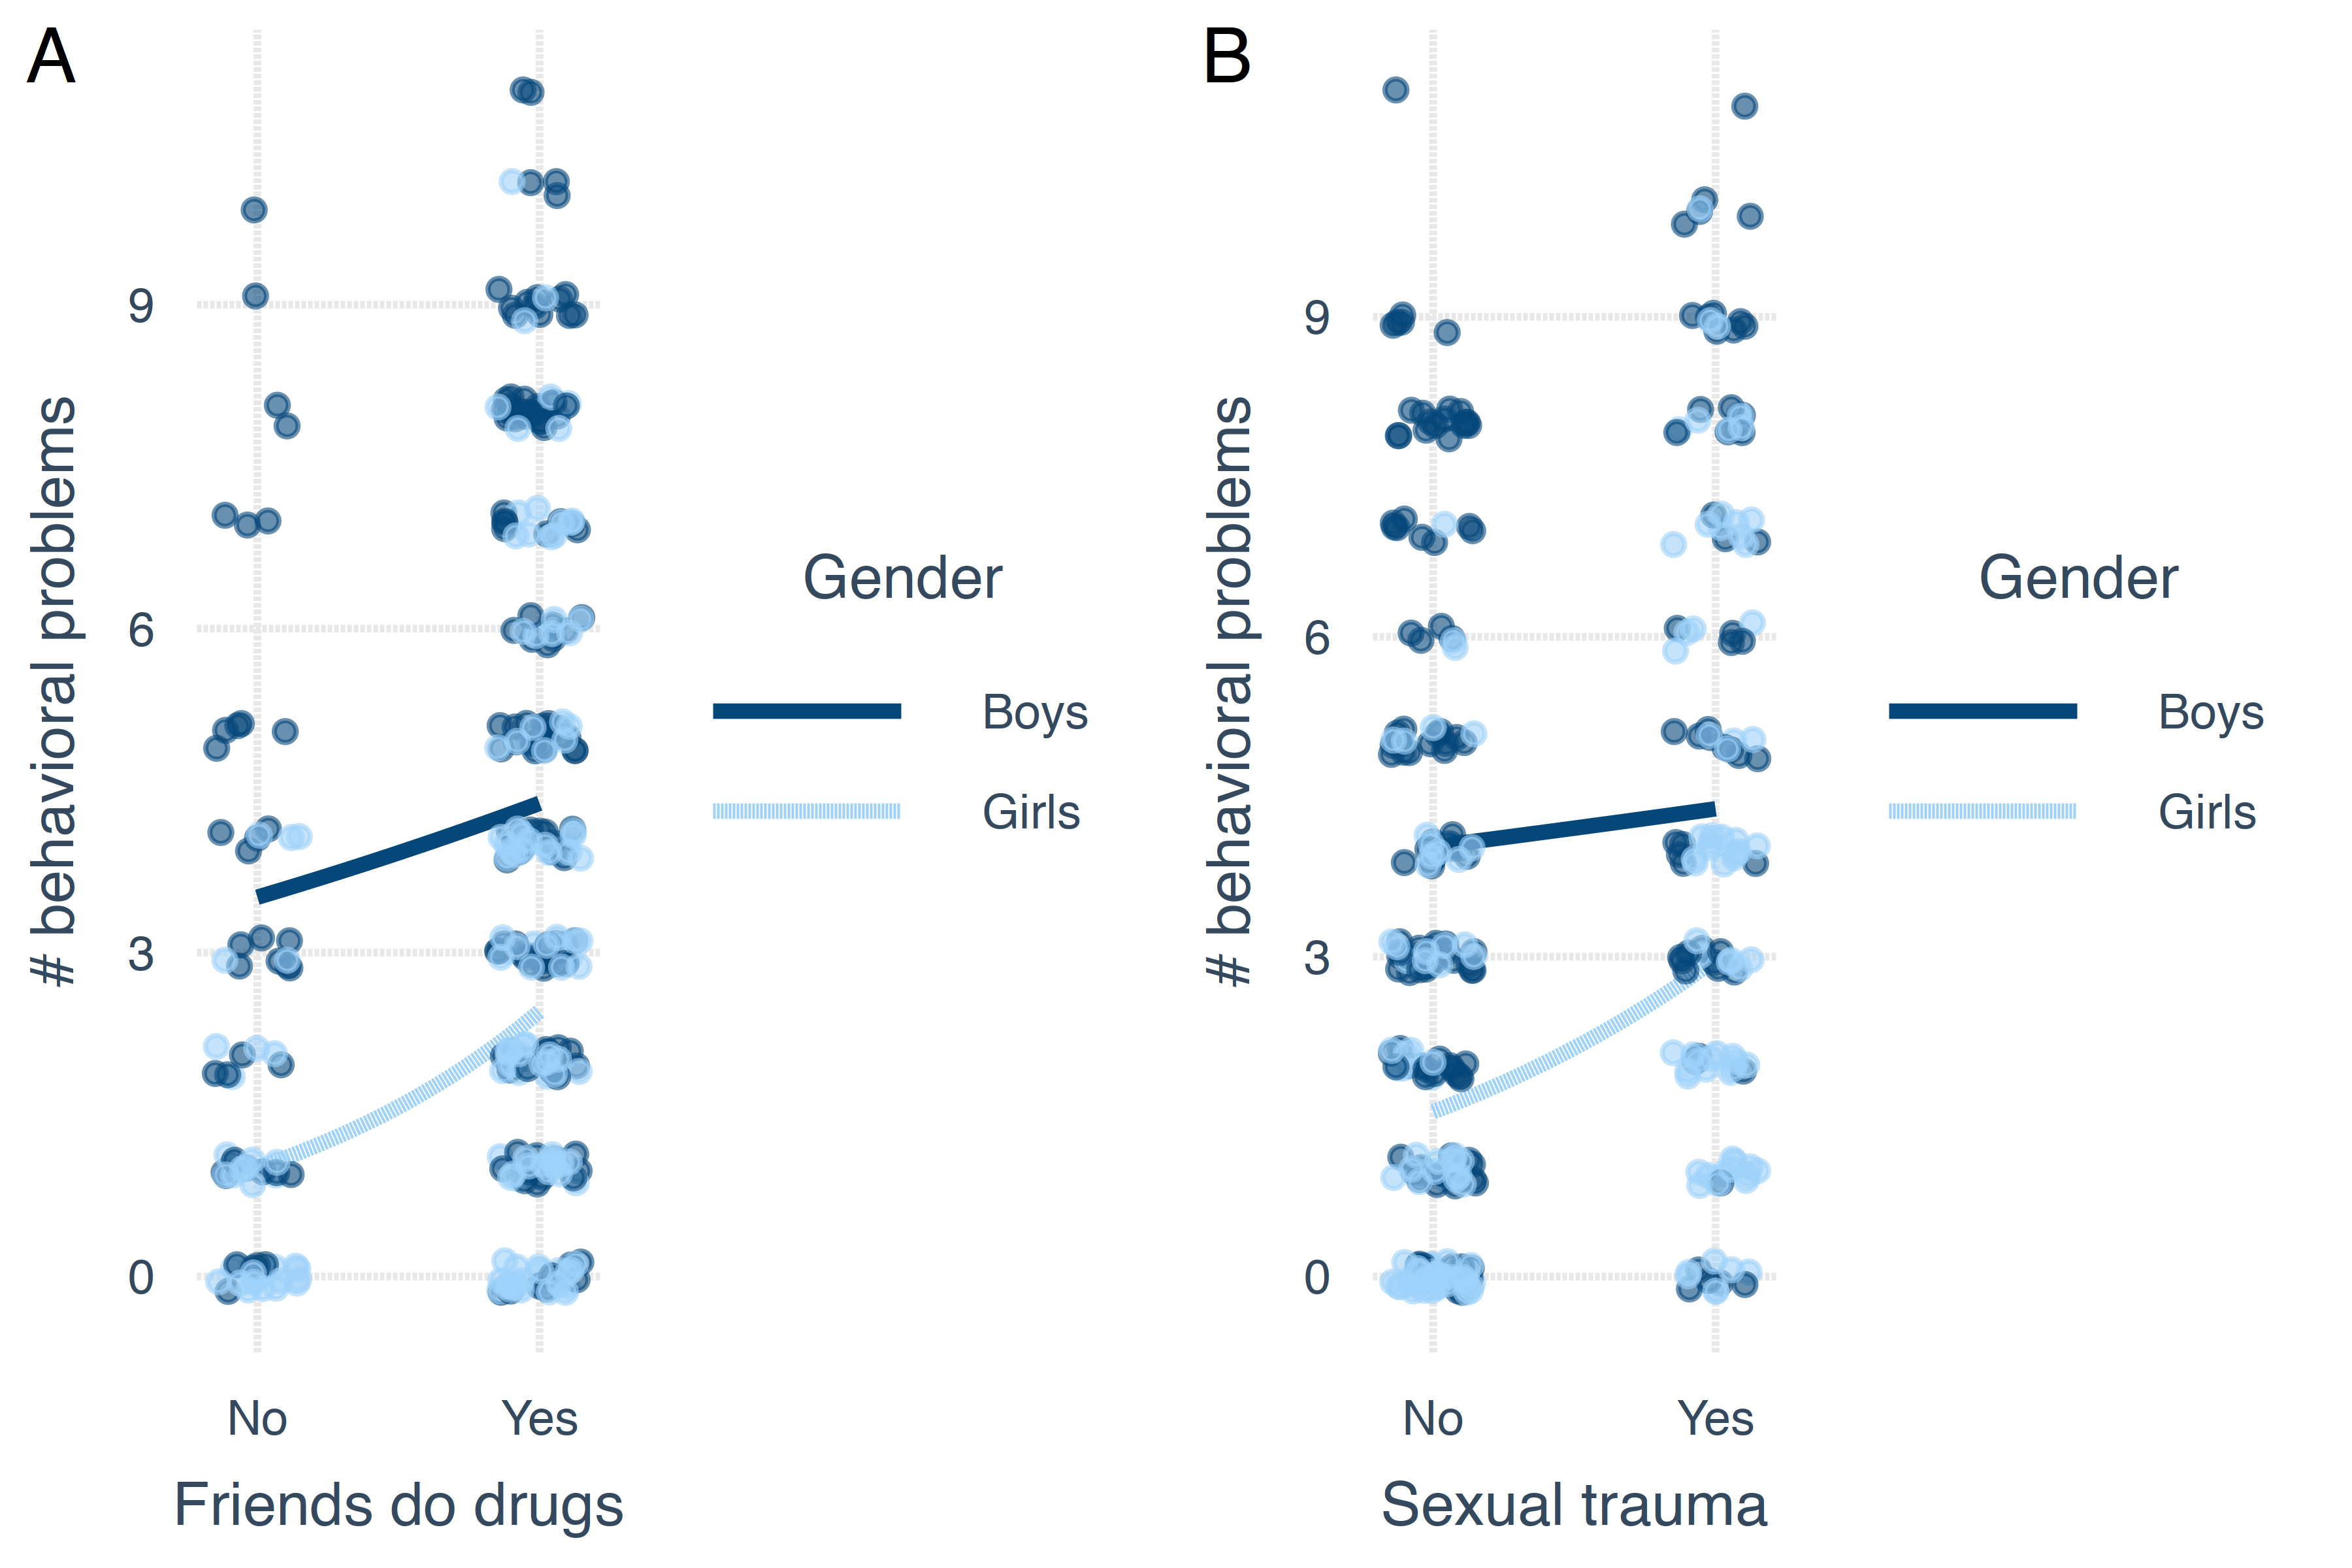 A
# behavioral problems
9
6
3
0
No
Yes
Friends do drugs
Gender
Boys
Girls
B
# behavioral problems
9
6
3
0
No
Yes
Sexual trauma
Gender
Boys
Girls